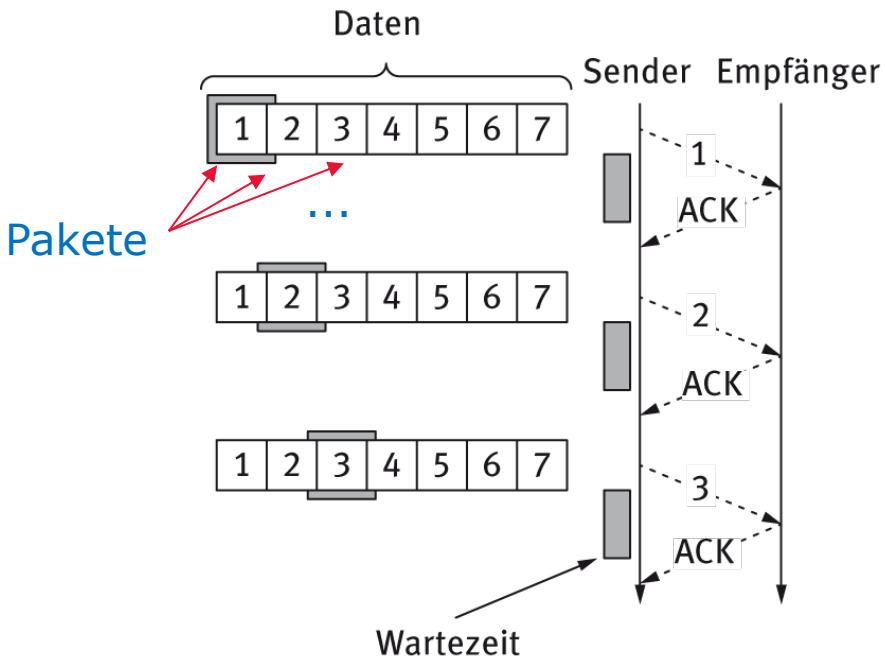 Daten
Sender Empfänger
1 2 3 4 5 6 7
1
ACK
...
Pakete
1 2 3 4 5 6 7
2
ACK
1 2 3 4 5 6 7
3
ACK
Wartezeit